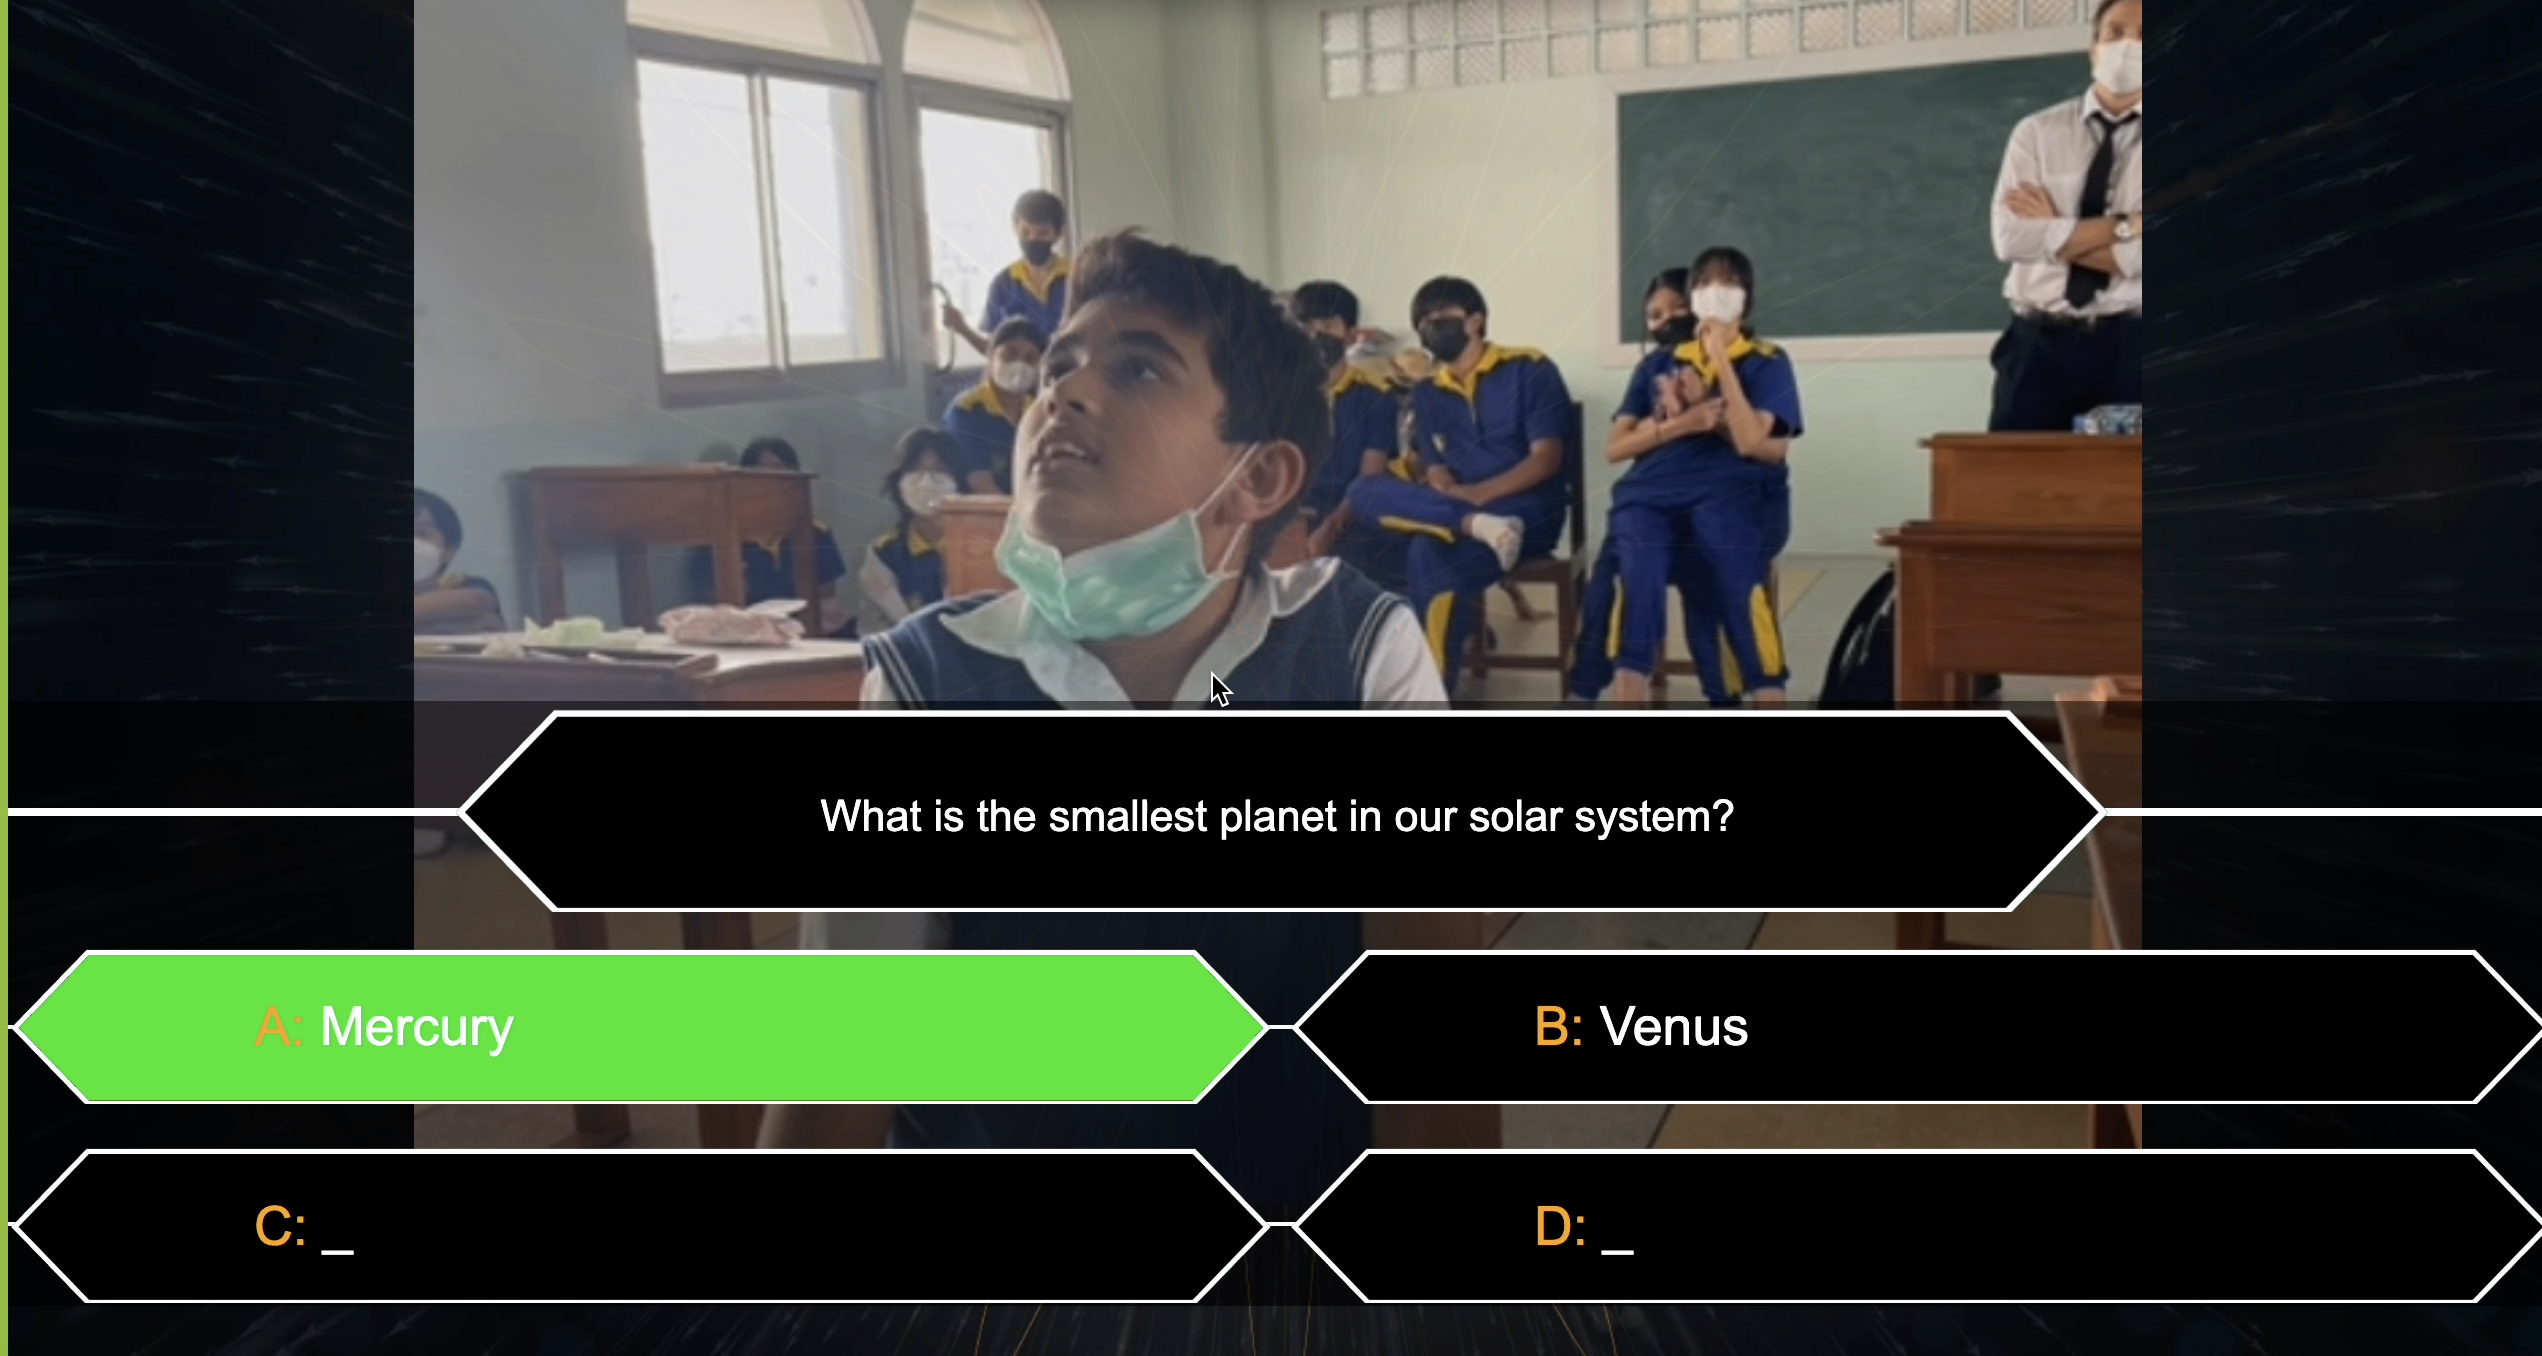 What is the smallest planet in our solar system?
A: Mercury
B: Venus
C: _
D: _